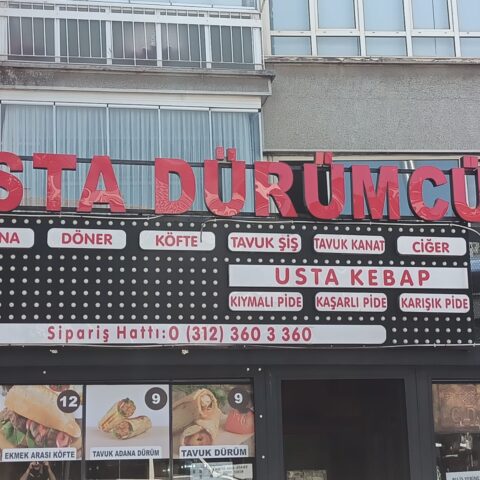 STA DÜRÜMCÜ
NA DÖNER KÖFTE TAVUK ŞİŞ TAVUK KANAT CİĞER
USTA KEBAP
KIYMALI PİDE KAŞARLI PİDE KARIŞIK PİDE
Sipariş Hattı:0 (312) 360 3 360
12 9 9
EKMEK ARASI KÖFTE TAVUK ADANA DÜRÜM TAVUK DÜRÜM